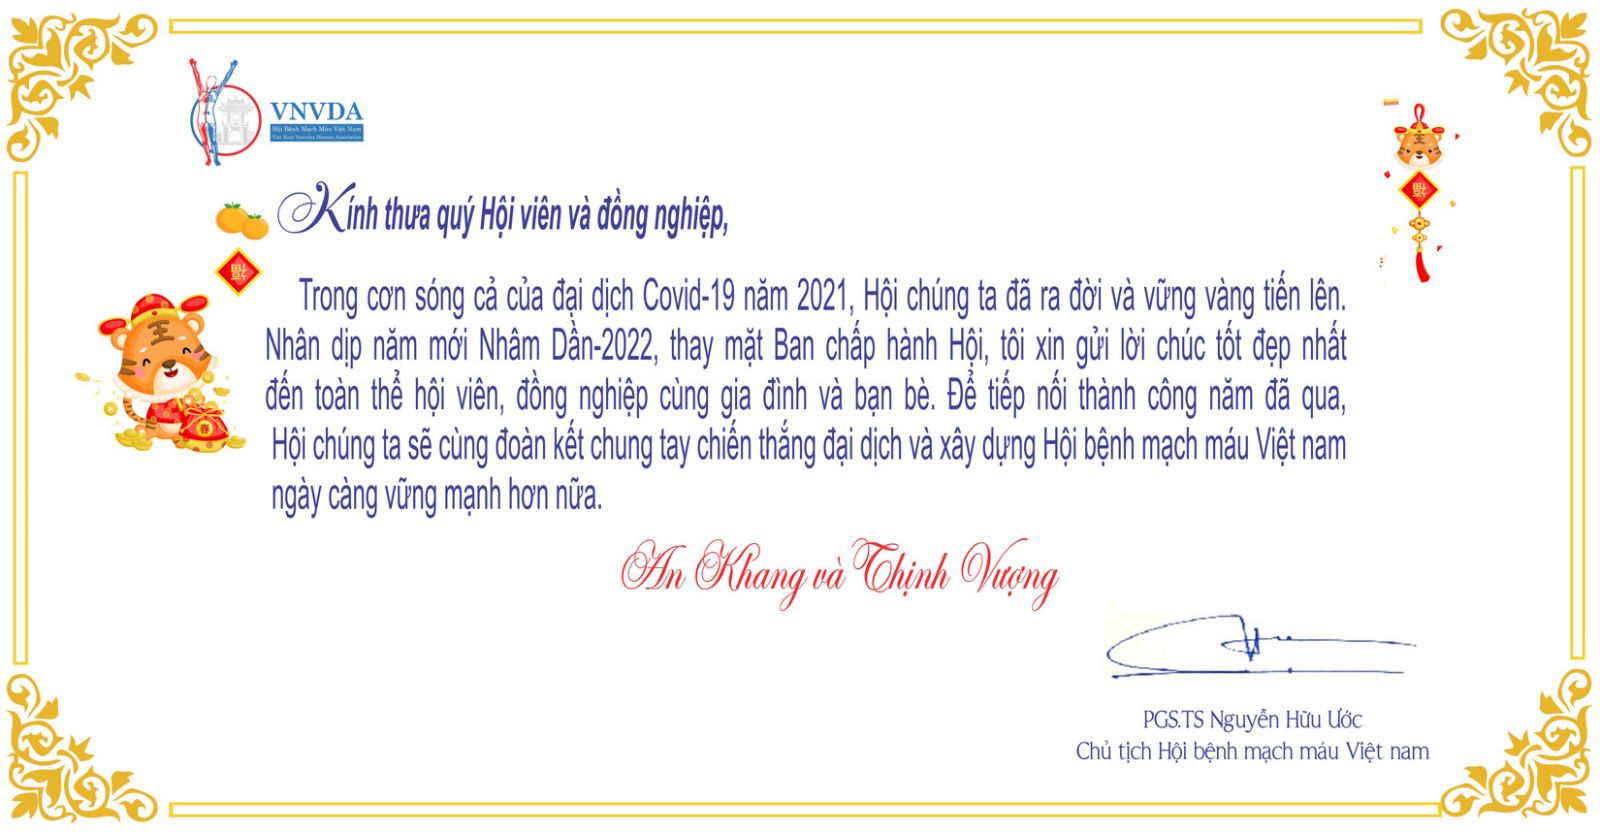 VNVDA
Hội Bệnh Mạch Máu Việt Nam
Viet Nam Vascular Disease Association
Kính thưa quý Hội viên và đồng nghiệp,
Trong cơn sóng cả của đại dịch Covid-19 năm 2021, Hội chúng ta đã ra đời và vững vàng tiến lên.
Nhân dịp năm mới Nhâm Dần-2022, thay mặt Ban chấp hành Hội, tôi xin gửi lời chúc tốt đẹp nhất
đến toàn thể hội viên, đồng nghiệp cùng gia đình và bạn bè. Để tiếp nối thành công năm đã qua,
Hội chúng ta sẽ cùng đoàn kết chung tay chiến thắng đại dịch và xây dựng Hội bệnh mạch máu Việt nam
ngày càng vững mạnh hơn nữa.
王
福
福
王
春
An Khang và Thịnh Vượng
PGS.TS Nguyễn Hữu Ước
Chủ tịch Hội bệnh mạch máu Việt nam